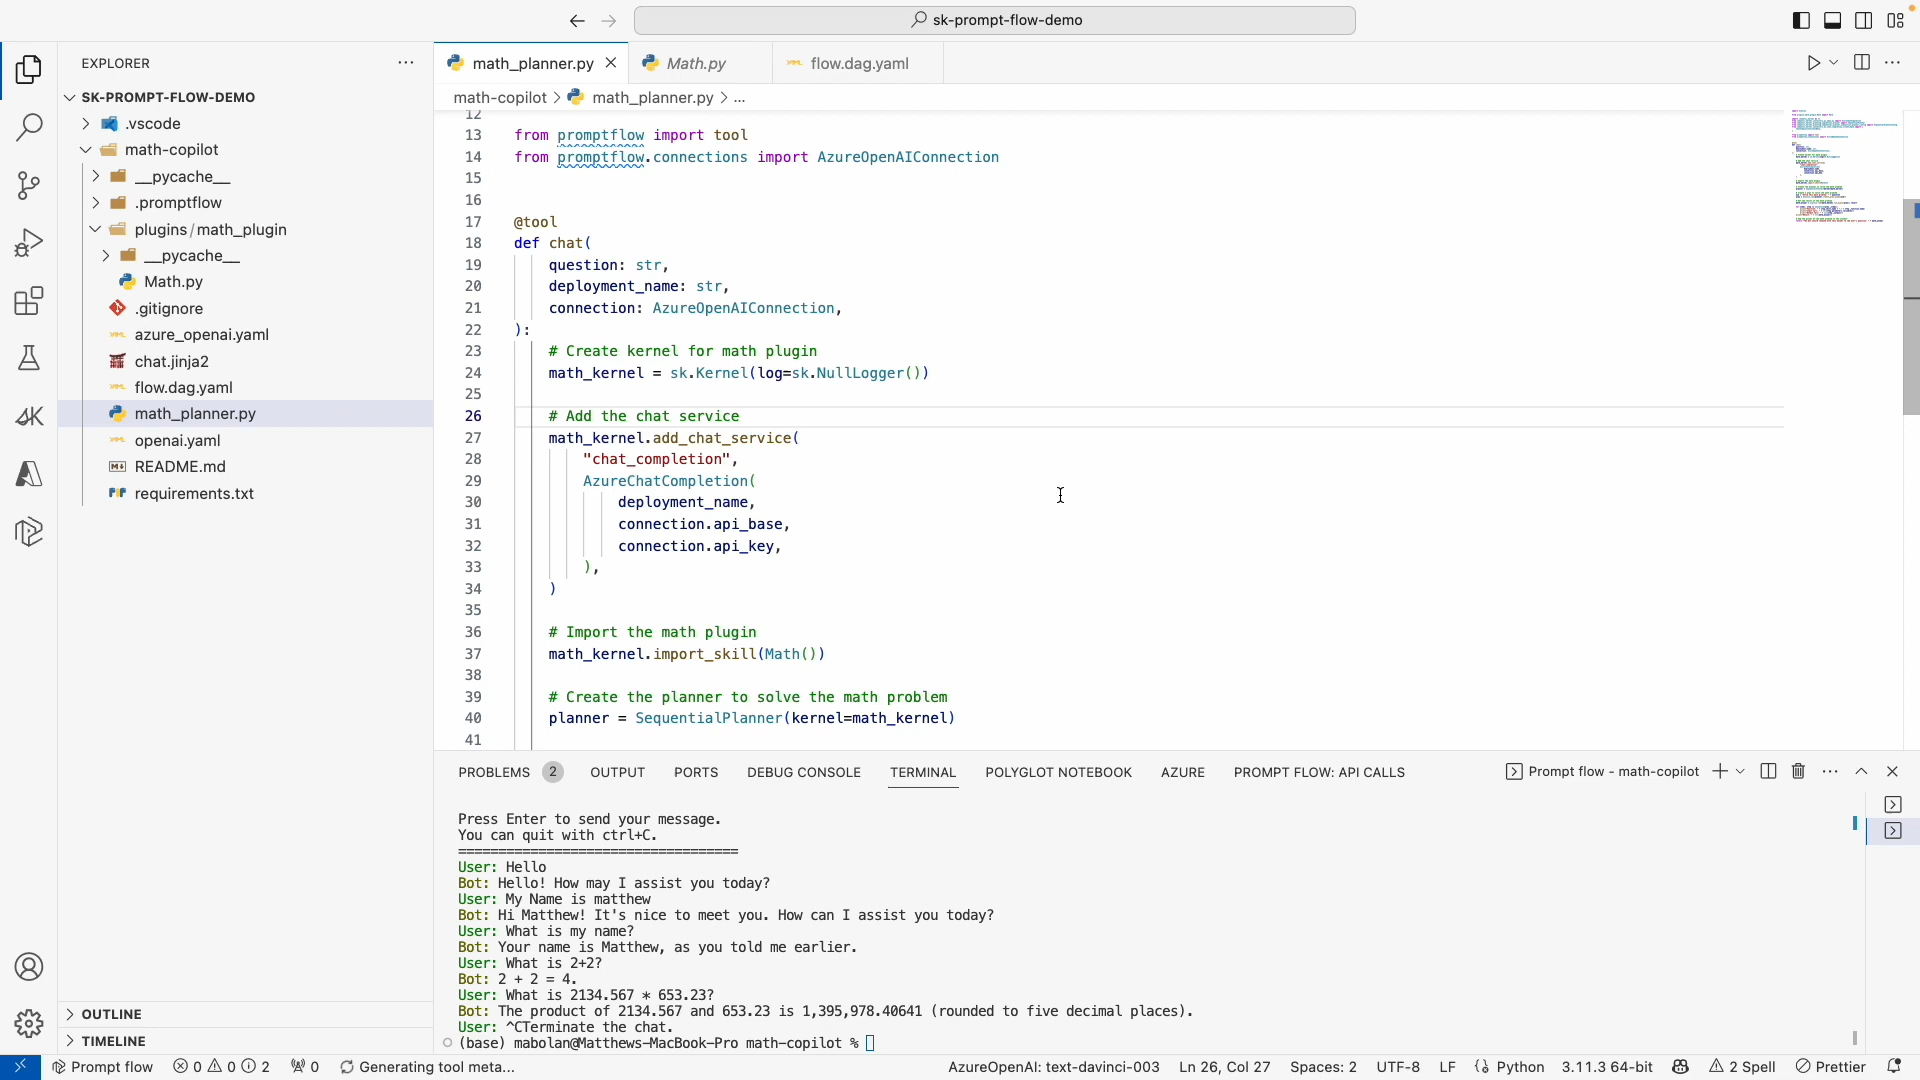 sk-prompt-flow-demo
EXPLORER
SK-PROMPT-FLOW-DEMO
.vscode
math-copilot
__pycache__
.promptflow
plugins/math_plugin
__pycache__
Math.py
.gitignore
azure_openai.yaml
chat.jinja2
flow.dag.yaml
math_planner.py
openai.yaml
README.md
requirements.txt
OUTLINE
TIMELINE
math_planner.py
Math.py
flow.dag.yaml
math-copilot > math_planner.py > ...
12
13 from promptflow import tool
14 from promptflow.connections import AzureOpenAIConnection
15
16
17 @tool
18 def chat(
19 question: str,
20 deployment_name: str,
21 connection: AzureOpenAIConnection,
22 ):
23 # Create kernel for math plugin
24 math_kernel = sk.Kernel(log=sk.NullLogger())
25
26 # Add the chat service
27 math_kernel.add_chat_service(
28 "chat_completion",
29 AzureChatCompletion(
30 deployment_name,
31 connection.api_base,
32 connection.api_key,
33 ),
34 )
35
36 # Import the math plugin
37 math_kernel.import_skill(Math())
38
39 # Create the planner to solve the math problem
40 planner = SequentialPlanner(kernel=math_kernel)
41
PROBLEMS 2 OUTPUT PORTS DEBUG CONSOLE TERMINAL POLYGLOT NOTEBOOK AZURE PROMPT FLOW: API CALLS Prompt flow - math-copilot
Press Enter to send your message.
You can quit with ctrl+C.
===================================
User: Hello
Bot: Hello! How may I assist you today?
User: My Name is matthew
Bot: Hi Matthew! It's nice to meet you. How can I assist you today?
User: What is my name?
Bot: Your name is Matthew, as you told me earlier.
User: What is 2+2?
Bot: 2 + 2 = 4.
User: What is 2134.567 * 653.23?
Bot: The product of 2134.567 and 653.23 is 1,395,978.40641 (rounded to five decimal places).
User: ^CTerminate the chat.
(base) mabolan@Matthews-MacBook-Pro math-copilot %
Prompt flow 0 0 2 0 Generating tool meta... AzureOpenAI: text-davinci-003 Ln 26, Col 27 Spaces: 2 UTF-8 LF Python 3.11.3 64-bit 2 Spell Prettier